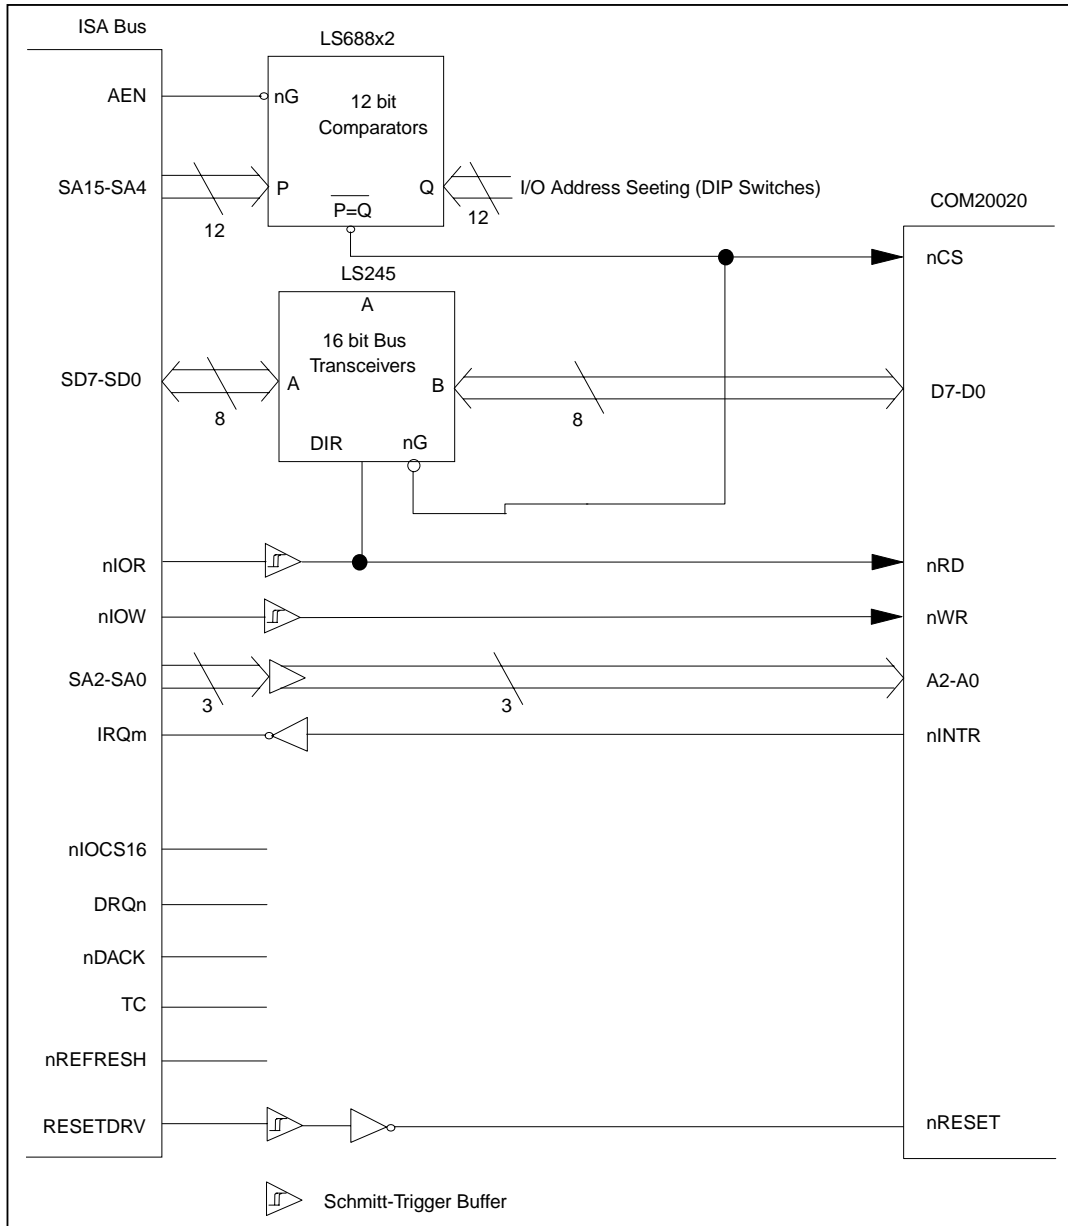 ISA Bus
LS688x2
AEN
nG
12 bit
Comparators
SA15-SA4
12
P
P=Q
Q
12
I/O Address Seeting (DIP Switches)
COM20020
nCS
LS245
A
16 bit Bus
Transceivers
SD7-SD0
8
A
B
8
D7-D0
DIR
nG
nIOR
nRD
nIOW
nWR
SA2-SA0
3
3
A2-A0
IRQm
nINTR
nIOCS16
DRQn
nDACK
TC
nREFRESH
RESETDRV
nRESET
Schmitt-Trigger Buffer